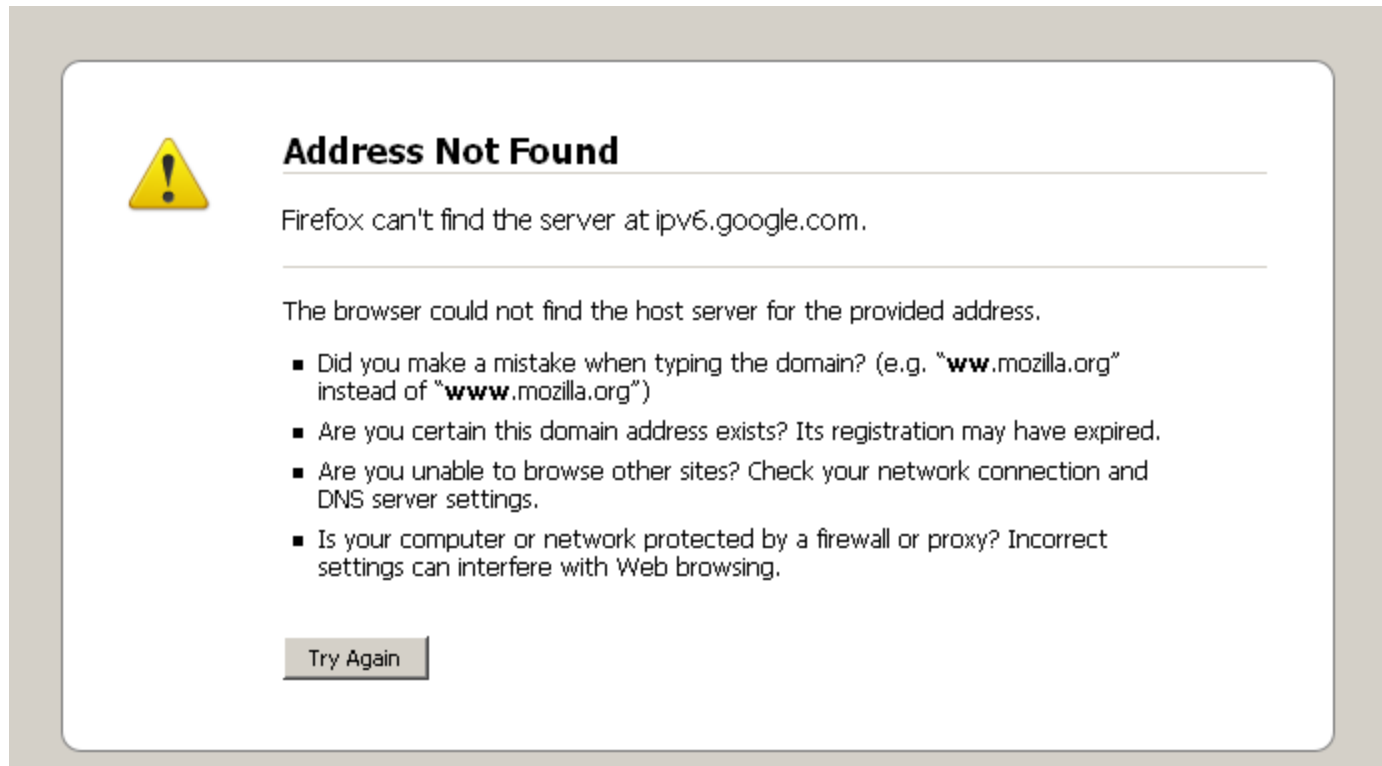 Address Not Found
Firefox can't find the server at ipv6.google.com.
The browser could not find the host server for the provided address.
▪ Did you make a mistake when typing the domain? (e.g. “ww.mozilla.org”
instead of “www.mozilla.org”)
▪ Are you certain this domain address exists? Its registration may have expired.
▪ Are you unable to browse other sites? Check your network connection and
DNS server settings.
▪ Is your computer or network protected by a firewall or proxy? Incorrect
settings can interfere with Web browsing.
Try Again